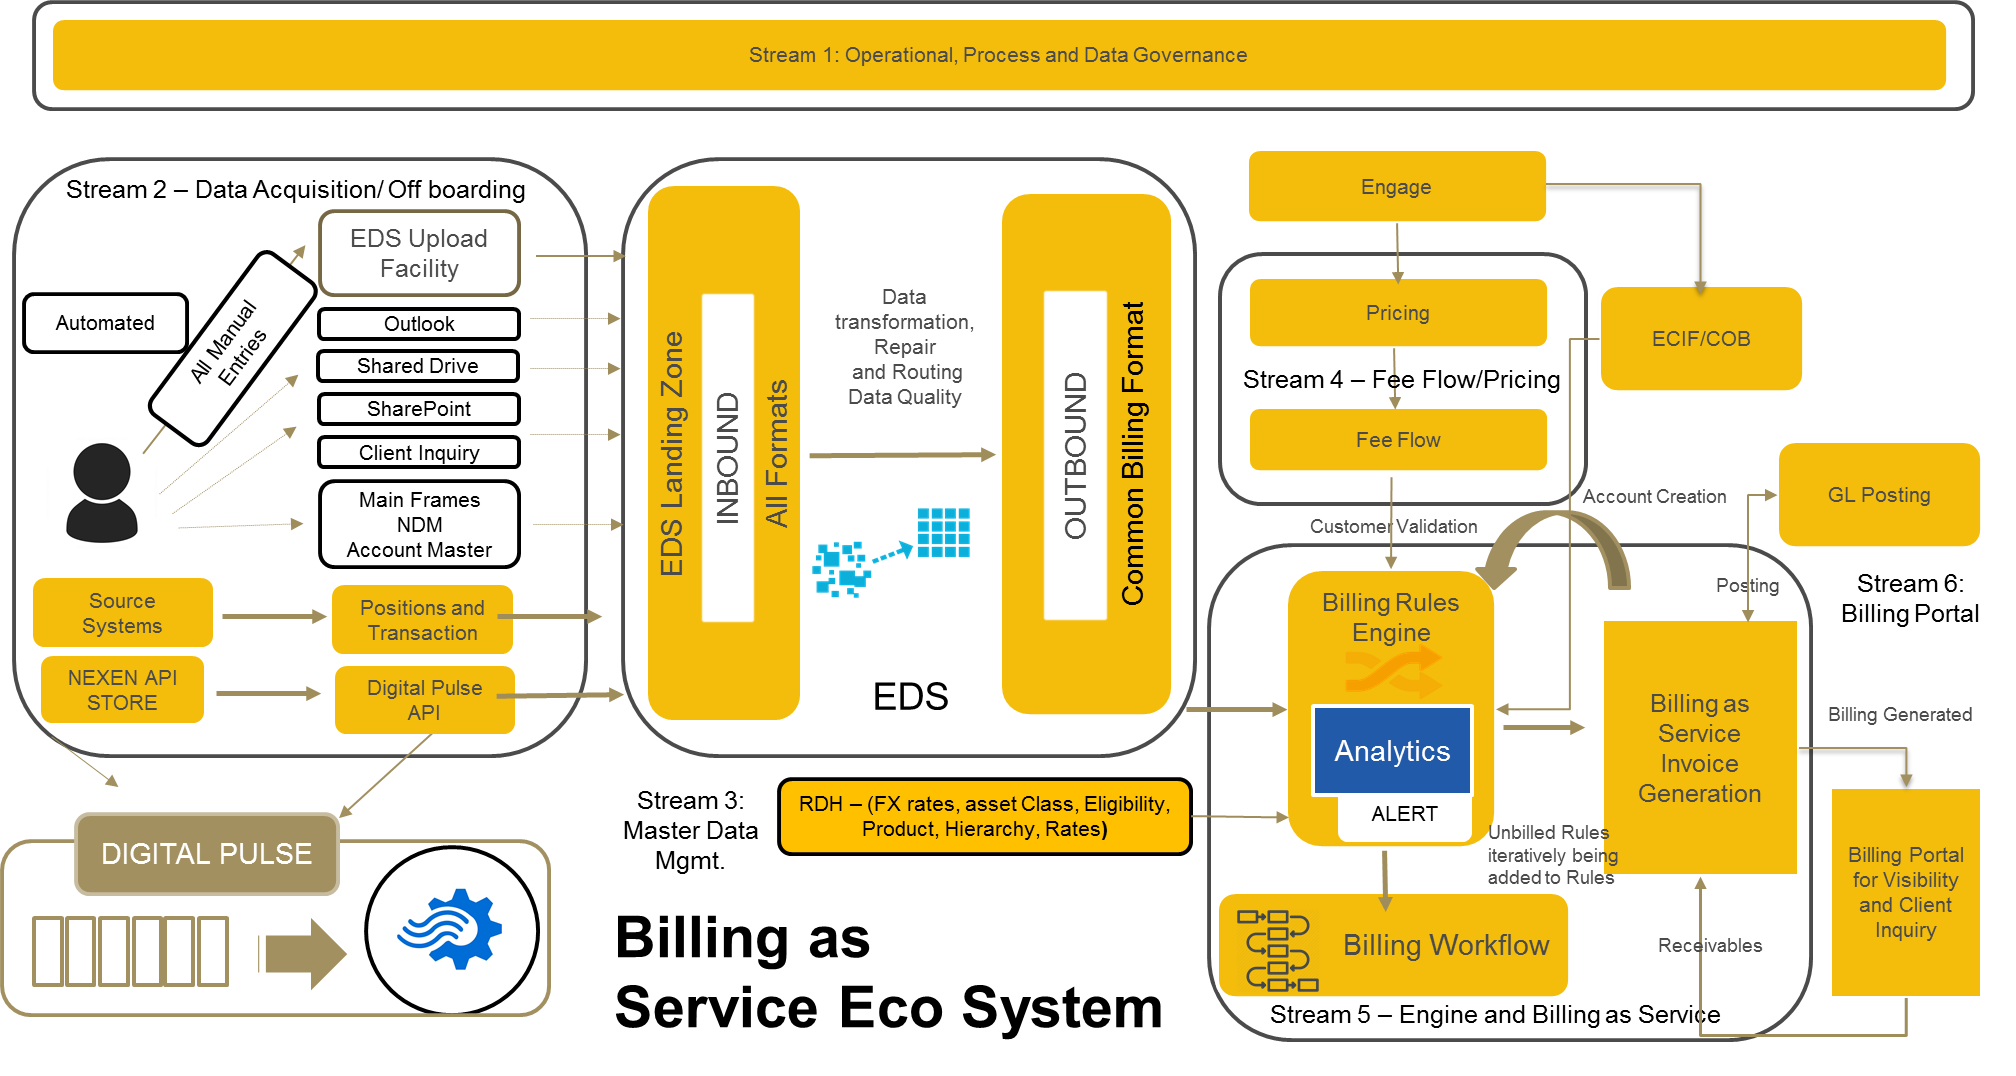 Stream 1: Operational, Process and Data Governance
Stream 2 – Data Acquisition/ Off boarding
EDS Upload
Facility
Automated
All Manual
Entries
Outlook
Shared Drive
SharePoint
Client Inquiry
Main Frames
NDM
Account Master
Source
Systems
Positions and
Transaction
NEXEN API
STORE
Digital Pulse
API
DIGITAL PULSE
EDS Landing Zone
INBOUND
All Formats
Data
transformation,
Repair
and Routing
Data Quality
OUTBOUND
Common Billing Format
EDS
Stream 3:
Master Data
Mgmt.
RDH – (FX rates, asset Class, Eligibility,
Product, Hierarchy, Rates)
Billing as
Service Eco System
Engage
Pricing
Stream 4 – Fee Flow/Pricing
Fee Flow
ECIF/COB
Customer Validation
Account Creation
GL Posting
Posting
Stream 6:
Billing Portal
Billing Rules
Engine
Analytics
ALERT
Billing as
Service
Invoice
Generation
Billing Generated
Unbilled Rules
iteratively being
added to Rules
Billing Workflow
Receivables
Billing Portal
for Visibility
and Client
Inquiry
Stream 5 – Engine and Billing as Service